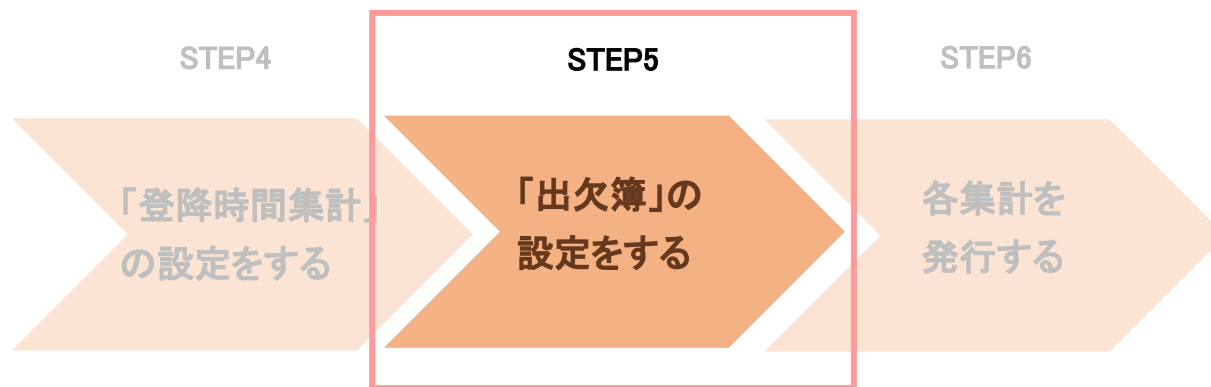 STEP4
「登降時間集計」
の設定をする
STEP5
「出欠簿」の
設定をする
STEP6
各集計を
発行する